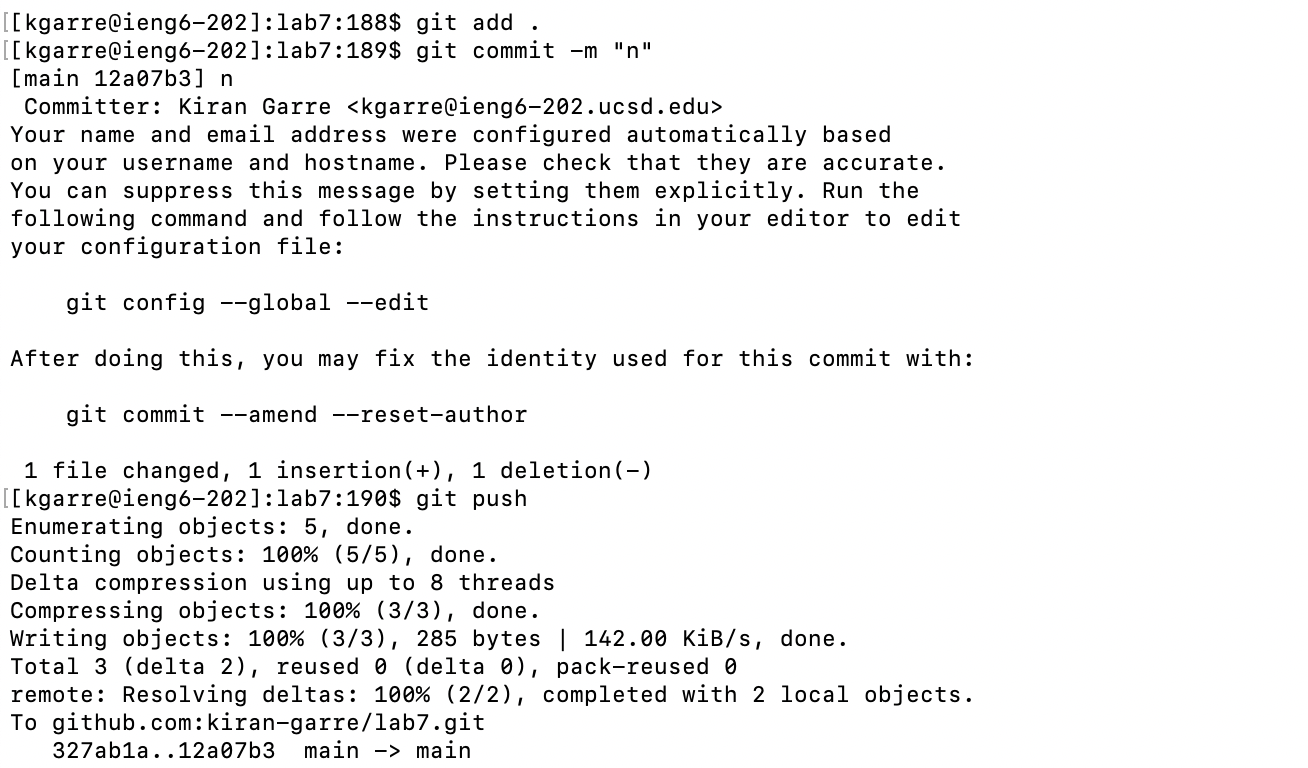 [[kgarre@ieng6-202]:lab7:188$ git add .
[[kgarre@ieng6-202]:lab7:189$ git commit -m "n"
[main 12a07b3] n
 Committer: Kiran Garre <kgarre@ieng6-202.ucsd.edu>
Your name and email address were configured automatically based
on your username and hostname. Please check that they are accurate.
You can suppress this message by setting them explicitly. Run the
following command and follow the instructions in your editor to edit
your configuration file:

    git config --global --edit

After doing this, you may fix the identity used for this commit with:

    git commit --amend --reset-author

 1 file changed, 1 insertion(+), 1 deletion(-)
[[kgarre@ieng6-202]:lab7:190$ git push
Enumerating objects: 5, done.
Counting objects: 100% (5/5), done.
Delta compression using up to 8 threads
Compressing objects: 100% (3/3), done.
Writing objects: 100% (3/3), 285 bytes | 142.00 KiB/s, done.
Total 3 (delta 2), reused 0 (delta 0), pack-reused 0
remote: Resolving deltas: 100% (2/2), completed with 2 local objects.
To github.com:kiran-garre/lab7.git
   327ab1a..12a07b3  main -> main